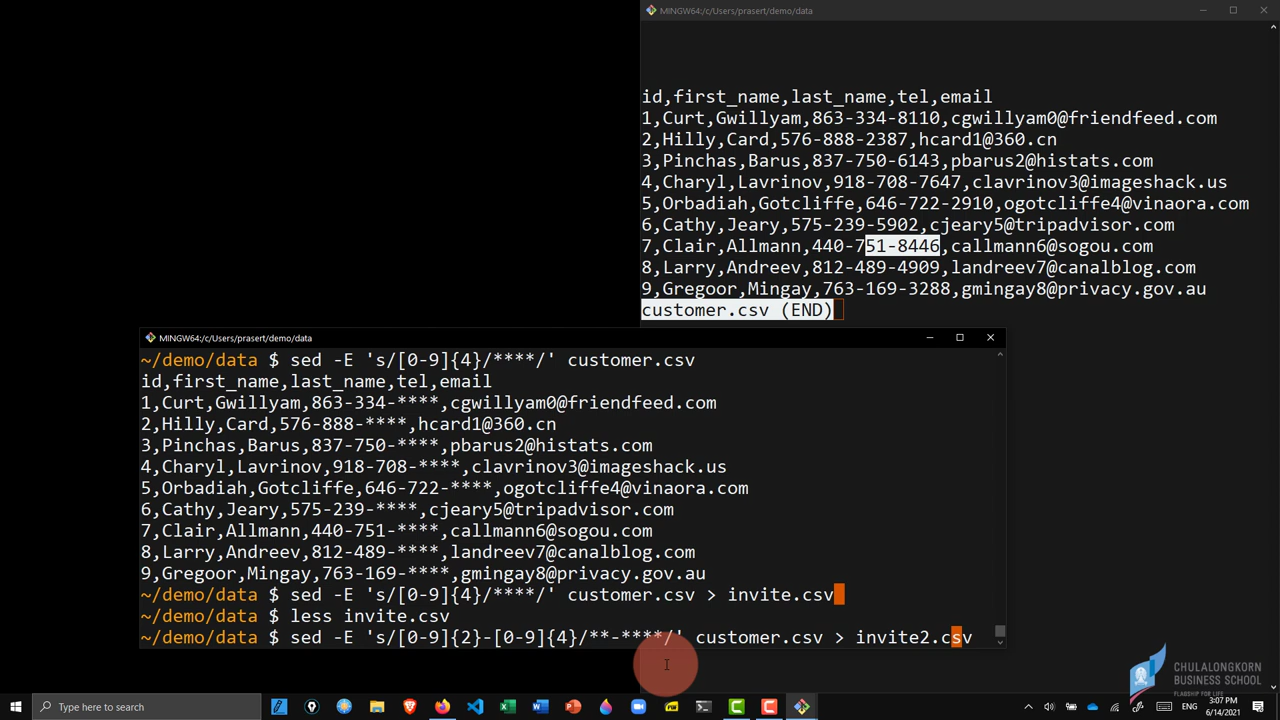 MINGW64:/c/Users/prasert/demo/data
id,first_name,last_name,tel,email
1,Curt,Gwillyam,863-334-8110,cgwillyam0@friendfeed.com
2,Hilly,Card,576-888-2387,hcard1@360.cn
3,Pinchas,Barus,837-750-6143,pbarus2@histats.com
4,Charyl,Lavrinov,918-708-7647,clavrinov3@imageshack.us
5,Orbadiah,Gotcliffe,646-722-2910,ogotcliffe4@vinaora.com
6,Cathy,Jeary,575-239-5902,cjeary5@tripadvisor.com
7,Clair,Allmann,440-751-8446,callmann6@sogou.com
8,Larry,Andreev,812-489-4909,landreev7@canalblog.com
9,Gregoor,Mingay,763-169-3288,gmingay8@privacy.gov.au
customer.csv (END)
MINGW64:/c/Users/prasert/demo/data
~/demo/data $ sed -E 's/[0-9]{4}/****/' customer.csv
id,first_name,last_name,tel,email
1,Curt,Gwillyam,863-334-****,cgwillyam0@friendfeed.com
2,Hilly,Card,576-888-****,hcard1@360.cn
3,Pinchas,Barus,837-750-****,pbarus2@histats.com
4,Charyl,Lavrinov,918-708-****,clavrinov3@imageshack.us
5,Orbadiah,Gotcliffe,646-722-****,ogotcliffe4@vinaora.com
6,Cathy,Jeary,575-239-****,cjeary5@tripadvisor.com
7,Clair,Allmann,440-751-****,callmann6@sogou.com
8,Larry,Andreev,812-489-****,landreev7@canalblog.com
9,Gregoor,Mingay,763-169-****,gmingay8@privacy.gov.au
~/demo/data $ sed -E 's/[0-9]{4}/****/' customer.csv > invite.csv
~/demo/data $ less invite.csv
~/demo/data $ sed -E 's/[0-9]{2}-[0-9]{4}/**-****/' customer.csv > invite2.csv
CHULALONGKORN
BUSINESS SCHOOL
FLAGSHIP FOR LIFE
Type here to search
ENG
3:07 PM
6/14/2021